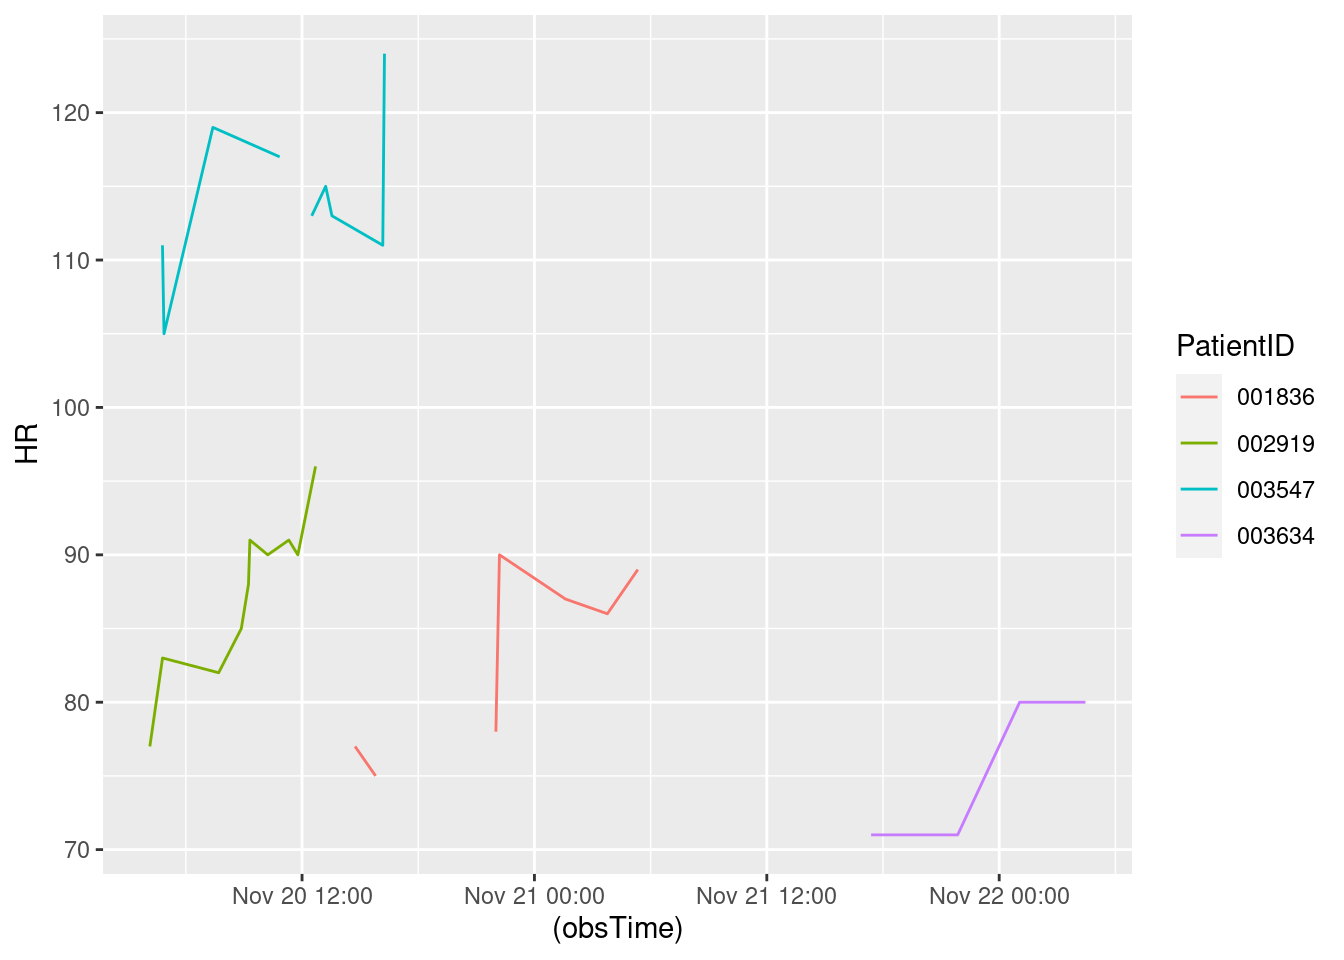 120
110
100
90
80
70
HR
Nov 20 12:00
Nov 21 00:00
Nov 21 12:00
Nov 22 00:00
(obsTime)
PatientID
001836
002919
003547
003634